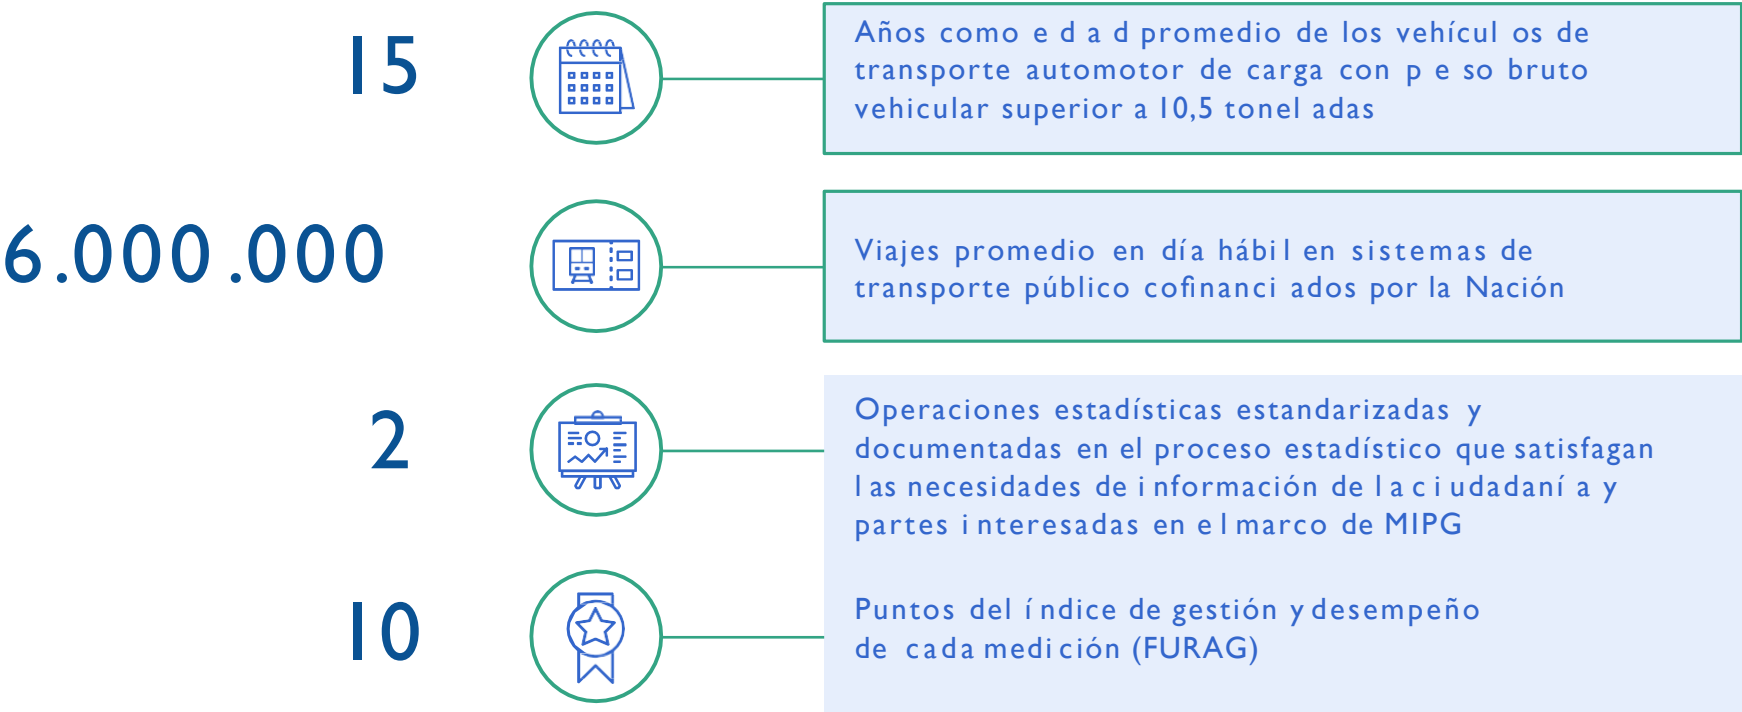 15
Años como e d a d promedio de los vehícul os de
transporte automotor de carga con p e so bruto
vehicular superior a 10,5 tonel adas
6.000.000
Viajes promedio en día hábil en sistemas de
transporte público cofinanci ados por la Nación
2
Operaciones estadísticas estandarizadas y
documentadas en el proceso estadístico que satisfagan
l as necesidades de i nformación de l a c i udadaní a y
partes i nteresadas en e l marco de MIPG
10
Puntos del í ndice de gestión y desempeño
de cada medi ción (FURAG)